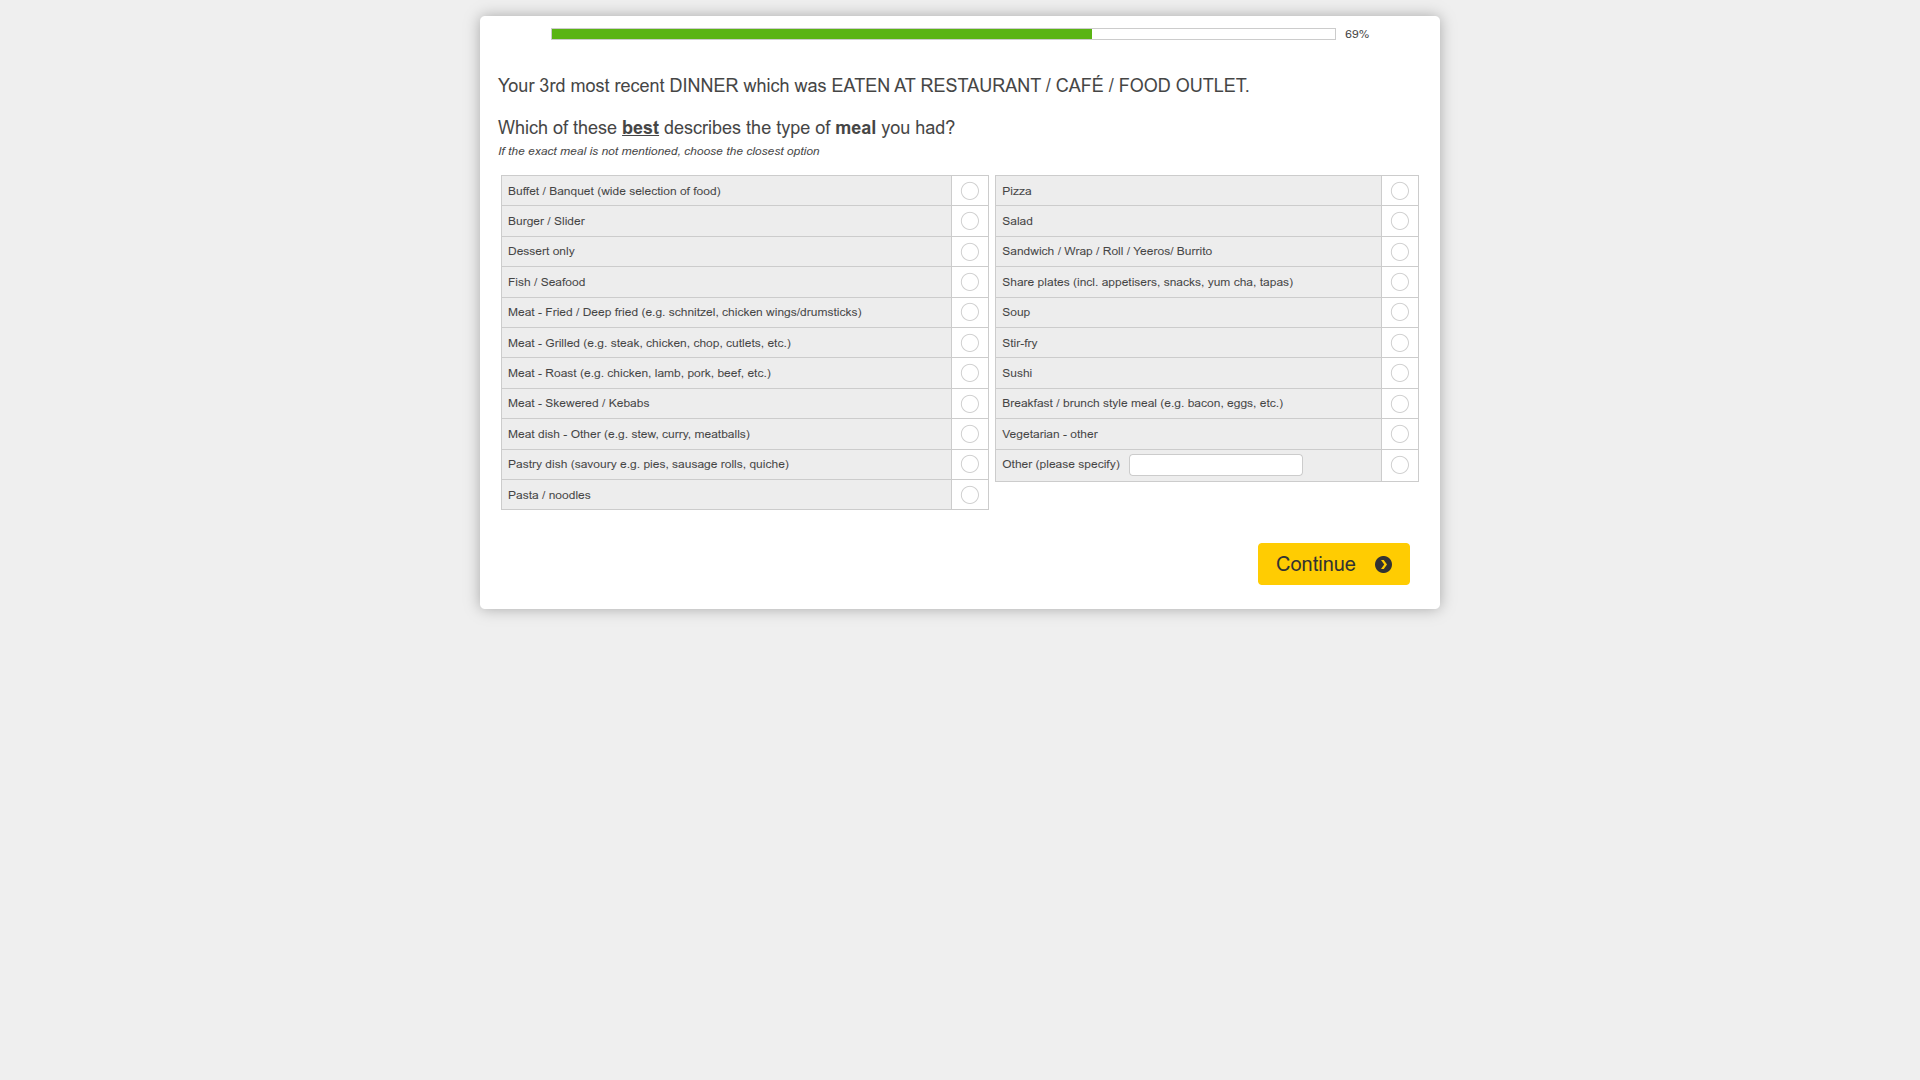 69%
Your 3rd most recent DINNER which was EATEN AT RESTAURANT / CAFÉ / FOOD OUTLET.
Which of these best describes the type of meal you had?
If the exact meal is not mentioned, choose the closest option
Buffet / Banquet (wide selection of food)
Burger / Slider
Dessert only
Fish / Seafood
Meat - Fried / Deep fried (e.g. schnitzel, chicken wings/drumsticks)
Meat - Grilled (e.g. steak, chicken, chop, cutlets, etc.)
Meat - Roast (e.g. chicken, lamb, pork, beef, etc.)
Meat - Skewered / Kebabs
Meat dish - Other (e.g. stew, curry, meatballs)
Pastry dish (savoury e.g. pies, sausage rolls, quiche)
Pasta / noodles
Pizza
Salad
Sandwich / Wrap / Roll / Yeeros/ Burrito
Share plates (incl. appetisers, snacks, yum cha, tapas)
Soup
Stir-fry
Sushi
Breakfast / brunch style meal (e.g. bacon, eggs, etc.)
Vegetarian - other
Other (please specify)
Continue